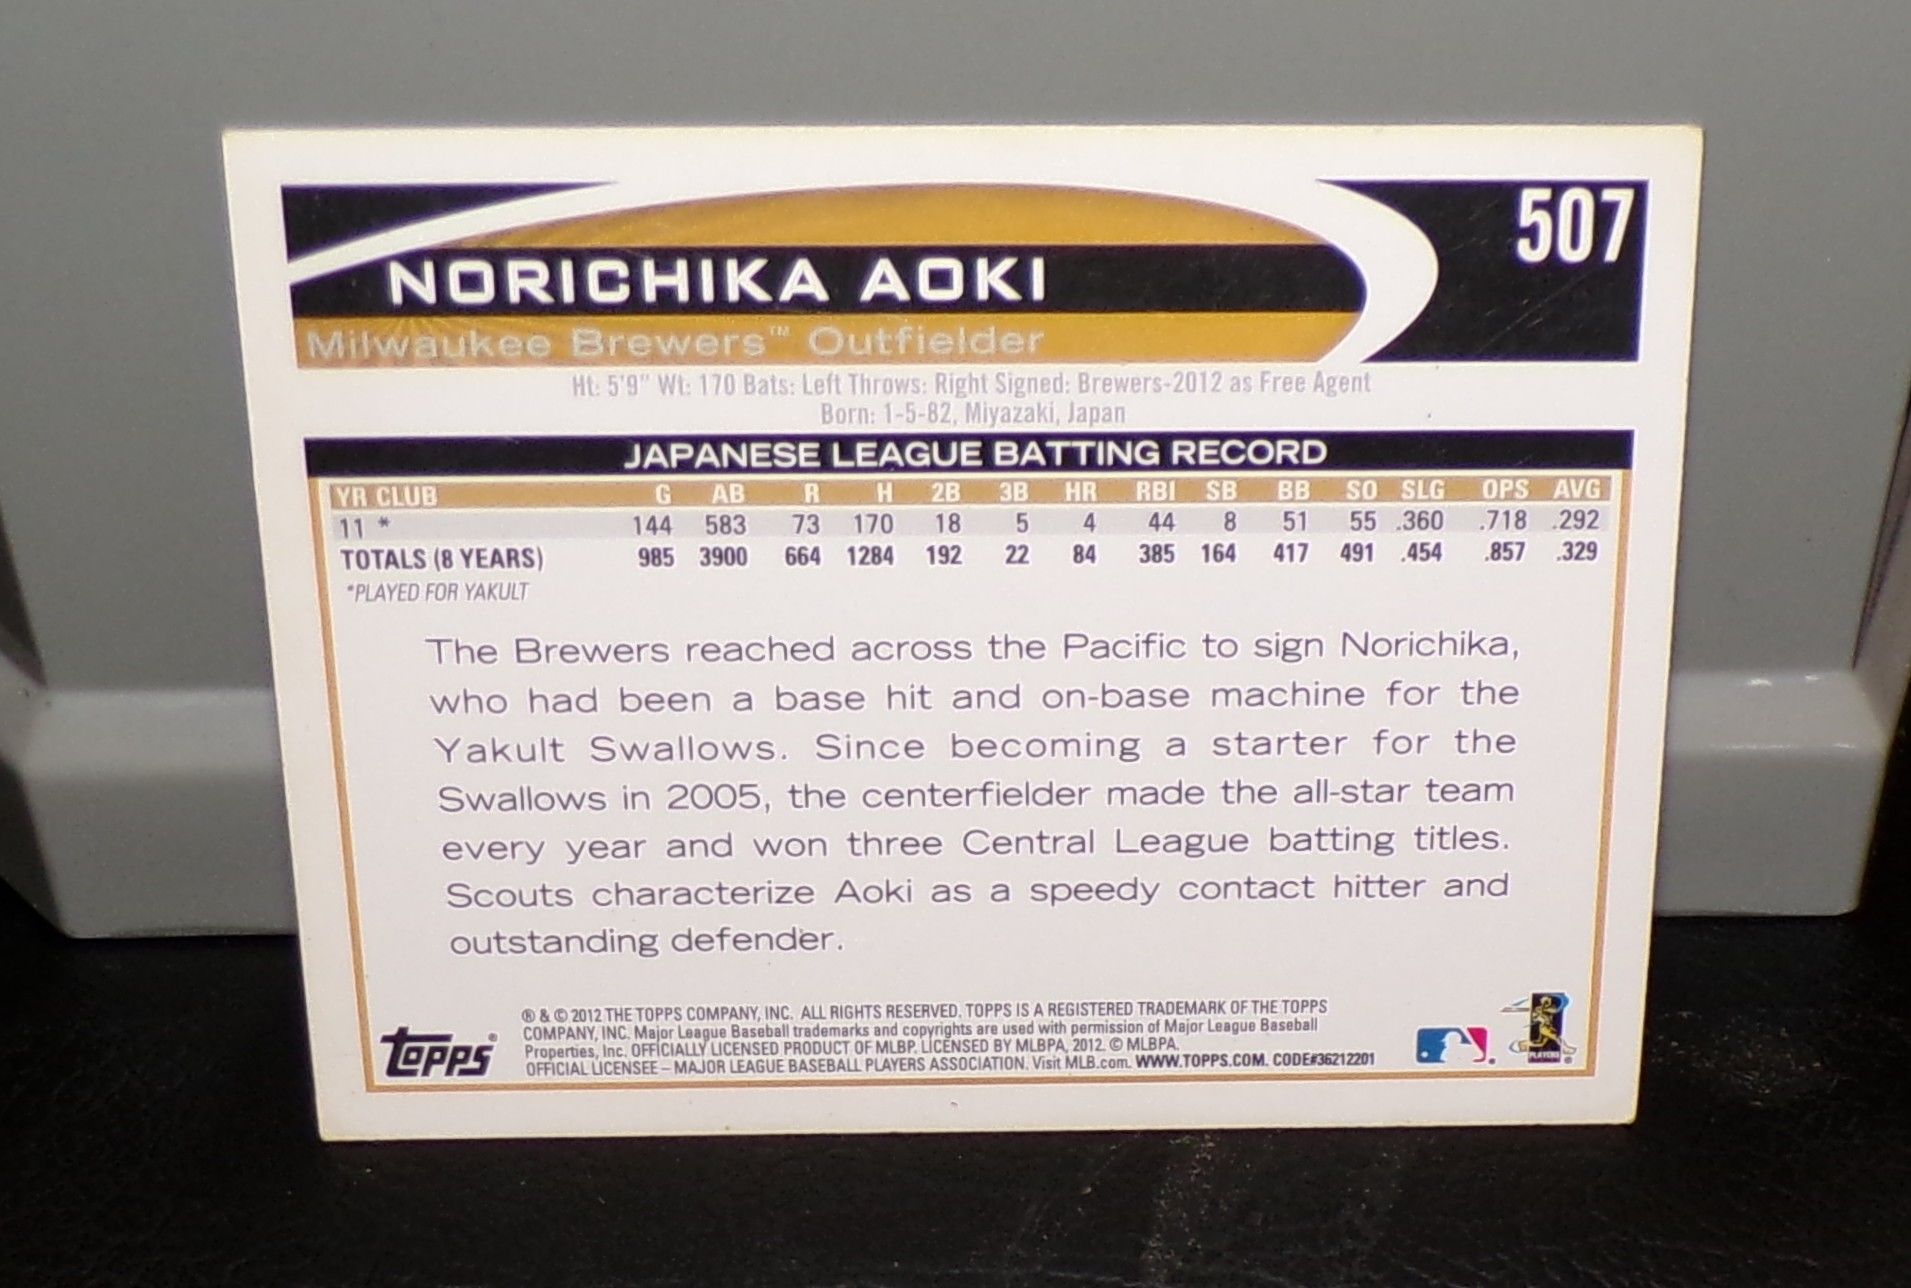 507
NORICHIKA AOKI
Milwaukee Brewers™ Outfielder
Ht: 5'9" Wt: 170 Bats: Left Throws: Right Signed: Brewers-2012 as Free Agent
Born: 1-5-82, Miyazaki, Japan
JAPANESE LEAGUE BATTING RECORD
YR CLUB G AB R H 2B 3B HR RBI SB BB SO SLG OPS AVG
11 * 144 583 73 170 18 5 4 44 8 51 55 .360 .718 .292
TOTALS (8 YEARS) 985 3900 664 1284 192 22 84 385 164 417 491 .454 .857 .329
*PLAYED FOR YAKULT
The Brewers reached across the Pacific to sign Norichika,
who had been a base hit and on-base machine for the
Yakult Swallows. Since becoming a starter for the
Swallows in 2005, the centerfielder made the all-star team
every year and won three Central League batting titles.
Scouts characterize Aoki as a speedy contact hitter and
outstanding defender.
Topps®
® & © 2012 THE TOPPS COMPANY, INC. ALL RIGHTS RESERVED. TOPPS IS A REGISTERED TRADEMARK OF THE TOPPS
COMPANY, INC. Major League Baseball trademarks and copyrights are used with permission of Major League Baseball
Properties, Inc. OFFICIALLY LICENSED PRODUCT OF MLBP. LICENSED BY MLBPA, 2012. © MLBPA.
OFFICIAL LICENSEE – MAJOR LEAGUE BASEBALL PLAYERS ASSOCIATION. Visit MLB.com. WWW.TOPPS.COM. CODE#36212201
PLAYERS